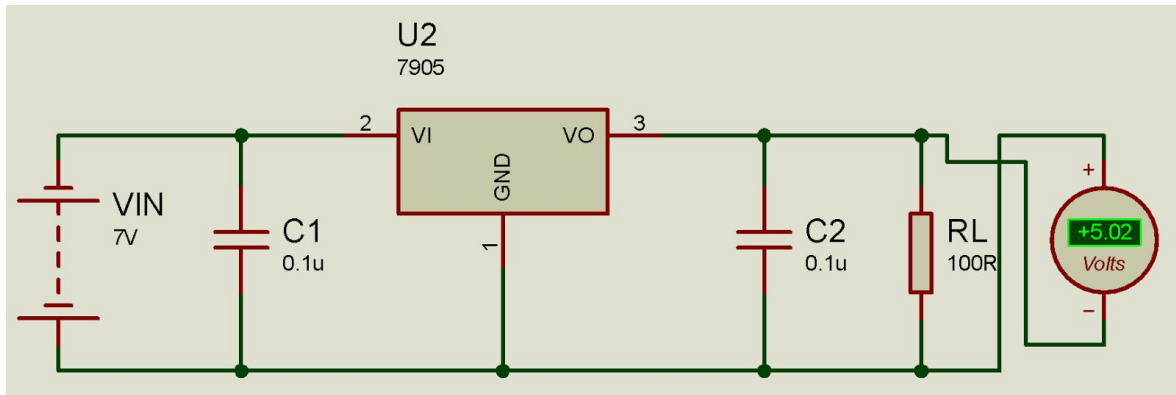 U2
7905
2
VI
VO
3
GND
1
VIN
7V
C1
0.1u
C2
0.1u
RL
100R
+
+5.02
Volts
−